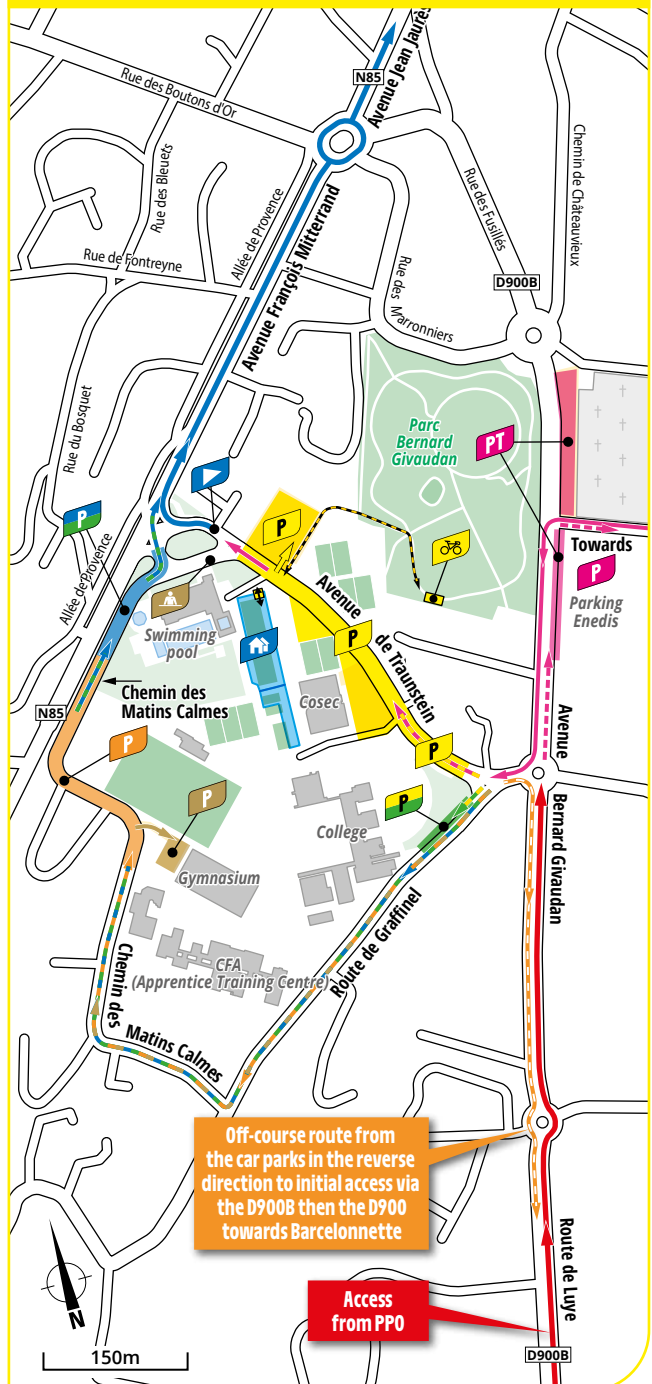 Avenue Jean Jaurès
N85
Rue des Boutons d'Or
Rue des Bleuets
Allée de Provence
Avenue François Mitterrand
Rue des Fusillés
Chemin de Châteauvieux
Rue de Fontreyne
D900B
Rue des Marronniers
Rue du Bosquet
Parc
Bernard
Givaudan
PT
P
P
Towards
P
Parking
Enedis
Allée de Provence
Swimming
pool
Avenue de Traunstein
P
Cosec
Chemin des
Matins Calmes
N85
P
P
P
P
College
Avenue Bernard Givaudan
Gymnasium
CFA
(Apprentice Training Centre)
Route de Graffinel
Chemin des Matins Calmes
Off-course route from
the car parks in the reverse
direction to initial access via
the D900B then the D900
towards Barcelonnette
Route de Luye
Access
from PPO
N
150m
D900B